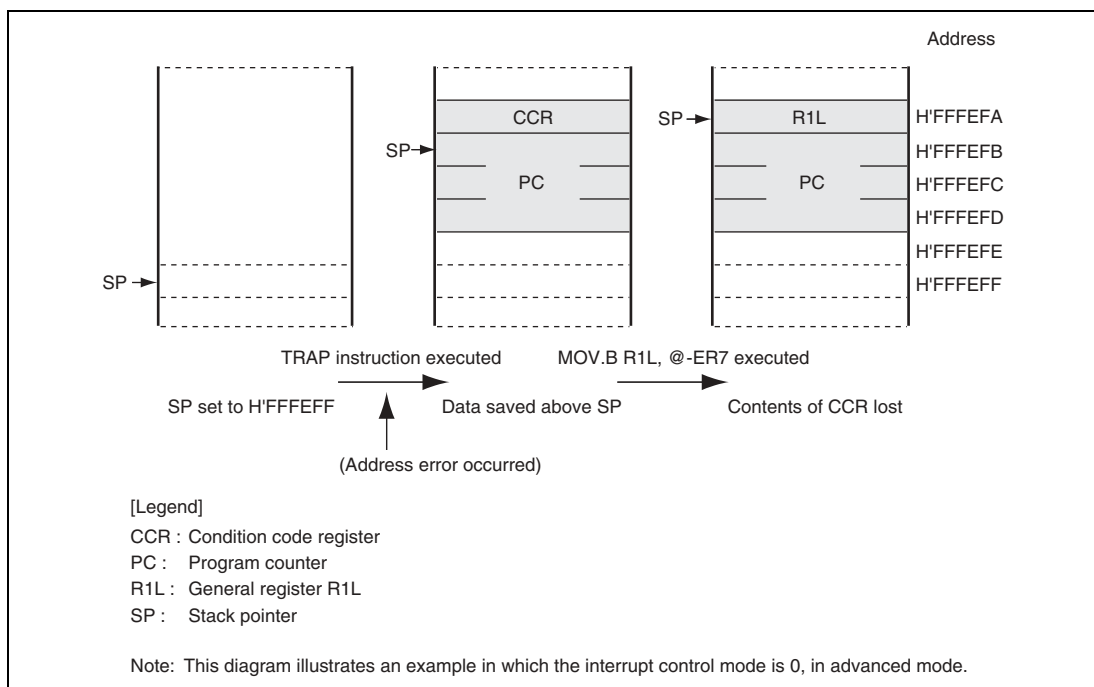 Address
CCR
SP
R1L
H'FFFEFA
SP
H'FFFEFB
PC
PC
H'FFFEFC
H'FFFEFD
H'FFFEFE
SP
H'FFFEFF
TRAP instruction executed
MOV.B R1L, @-ER7 executed
SP set to H'FFFEFF
Data saved above SP
Contents of CCR lost
(Address error occurred)
[Legend]
CCR : Condition code register
PC : Program counter
R1L : General register R1L
SP : Stack pointer
Note: This diagram illustrates an example in which the interrupt control mode is 0, in advanced mode.